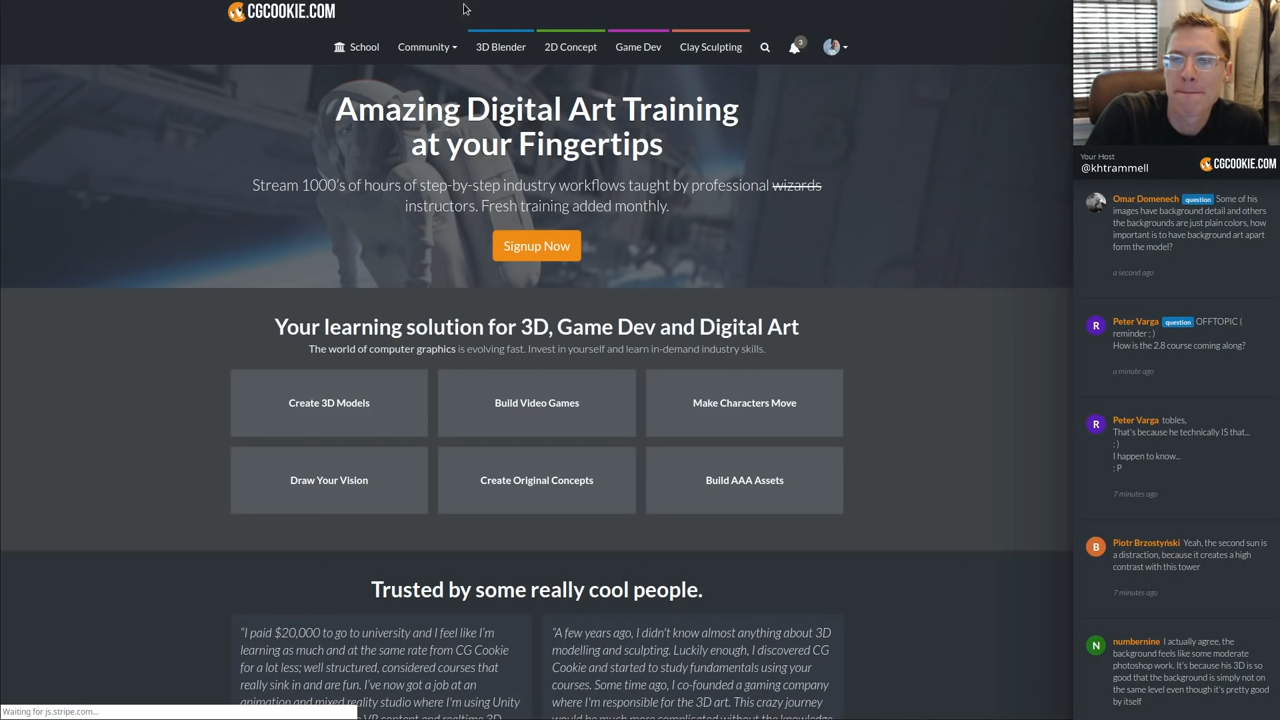 CGCOOKIE.COM
School Community 3D Blender 2D Concept Game Dev Clay Sculpting 3
Amazing Digital Art Training
at your Fingertips
Stream 1000's of hours of step-by-step industry workflows taught by professional wizards
instructors. Fresh training added monthly.
Signup Now
Your learning solution for 3D, Game Dev and Digital Art
The world of computer graphics is evolving fast. Invest in yourself and learn in-demand industry skills.
Create 3D Models
Build Video Games
Make Characters Move
Draw Your Vision
Create Original Concepts
Build AAA Assets
Trusted by some really cool people.
"I paid $20,000 to go to university and I feel like I'm
learning as much and at the same rate from CG Cookie
for a lot less; well structured, considered courses that
really sink in and are fun. I've now got a job at an
animation and mixed reality studio where I'm using Unity
VR content and realtime 3D
"A few years ago, I didn't know almost anything about 3D
modelling and sculpting. Luckily enough, I discovered CG
Cookie and started to study fundamentals using your
courses. Some time ago, I co-founded a gaming company
where I'm responsible for the 3D art. This crazy journey
would be much more complicated without the knowledge
Waiting for js.stripe.com...
Your Host
@khtrammell
CGCOOKIE.COM
Omar Domenech question Some of his
images have background detail and others
the backgrounds are just plain colors, how
important is to have background art apart
form the model?
a second ago
R
Peter Varga question OFFTOPIC (
reminder ; )
How is the 2.8 course coming along?
a minute ago
R
Peter Varga tobles,
That's because he technically IS that...
: )
I happen to know...
: P
7 minutes ago
B
Piotr Brzostyński Yeah, the second sun is
a distraction, because it creates a high
contrast with this tower
7 minutes ago
N
numbernine I actually agree, the
background feels like some moderate
photoshop work. It's because his 3D is so
good that the background is simply not on
the same level even though it's pretty good
by itself